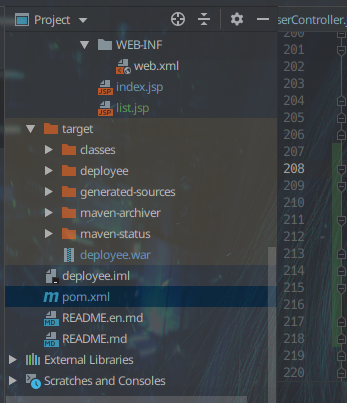 Project
serController.
WEB-INF
web.xml
index.jsp
list.jsp
target
classes
deployee
generated-sources
maven-archiver
maven-status
deployee.war
deployee.iml
pom.xml
README.en.md
README.md
External Libraries
Scratches and Consoles
200
201
202
203
204
205
206
207
208
209
210
211
212
213
214
215
216
217
218
219
220